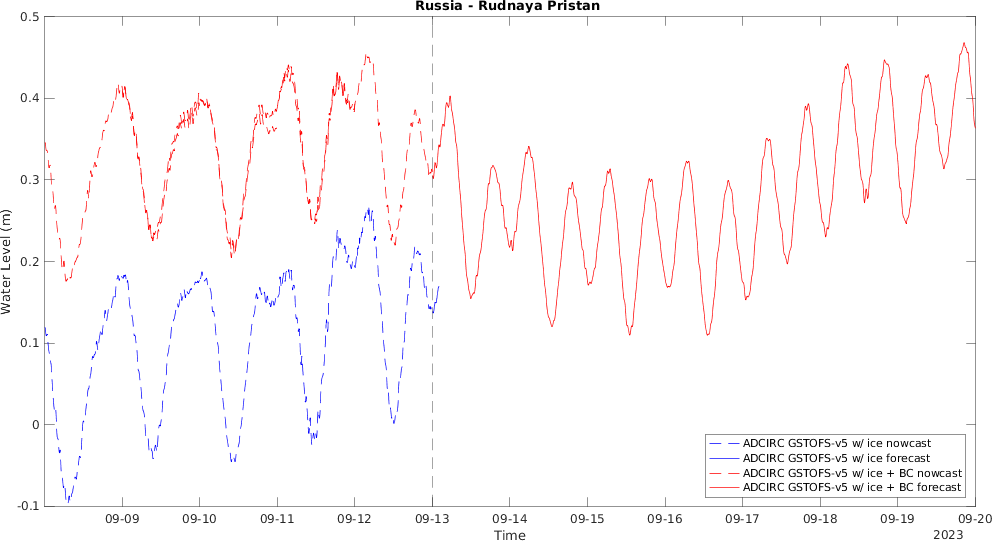 Russia - Rudnaya Pristan
Water Level (m)
0.5
0.4
0.3
0.2
0.1
0
-0.1
09-09
09-10
09-11
09-12
09-13
09-14
09-15
09-16
09-17
09-18
09-19
09-20
Time
2023
ADCIRC GSTOFS-v5 w/ ice nowcast
ADCIRC GSTOFS-v5 w/ ice forecast
ADCIRC GSTOFS-v5 w/ ice + BC nowcast
ADCIRC GSTOFS-v5 w/ ice + BC forecast